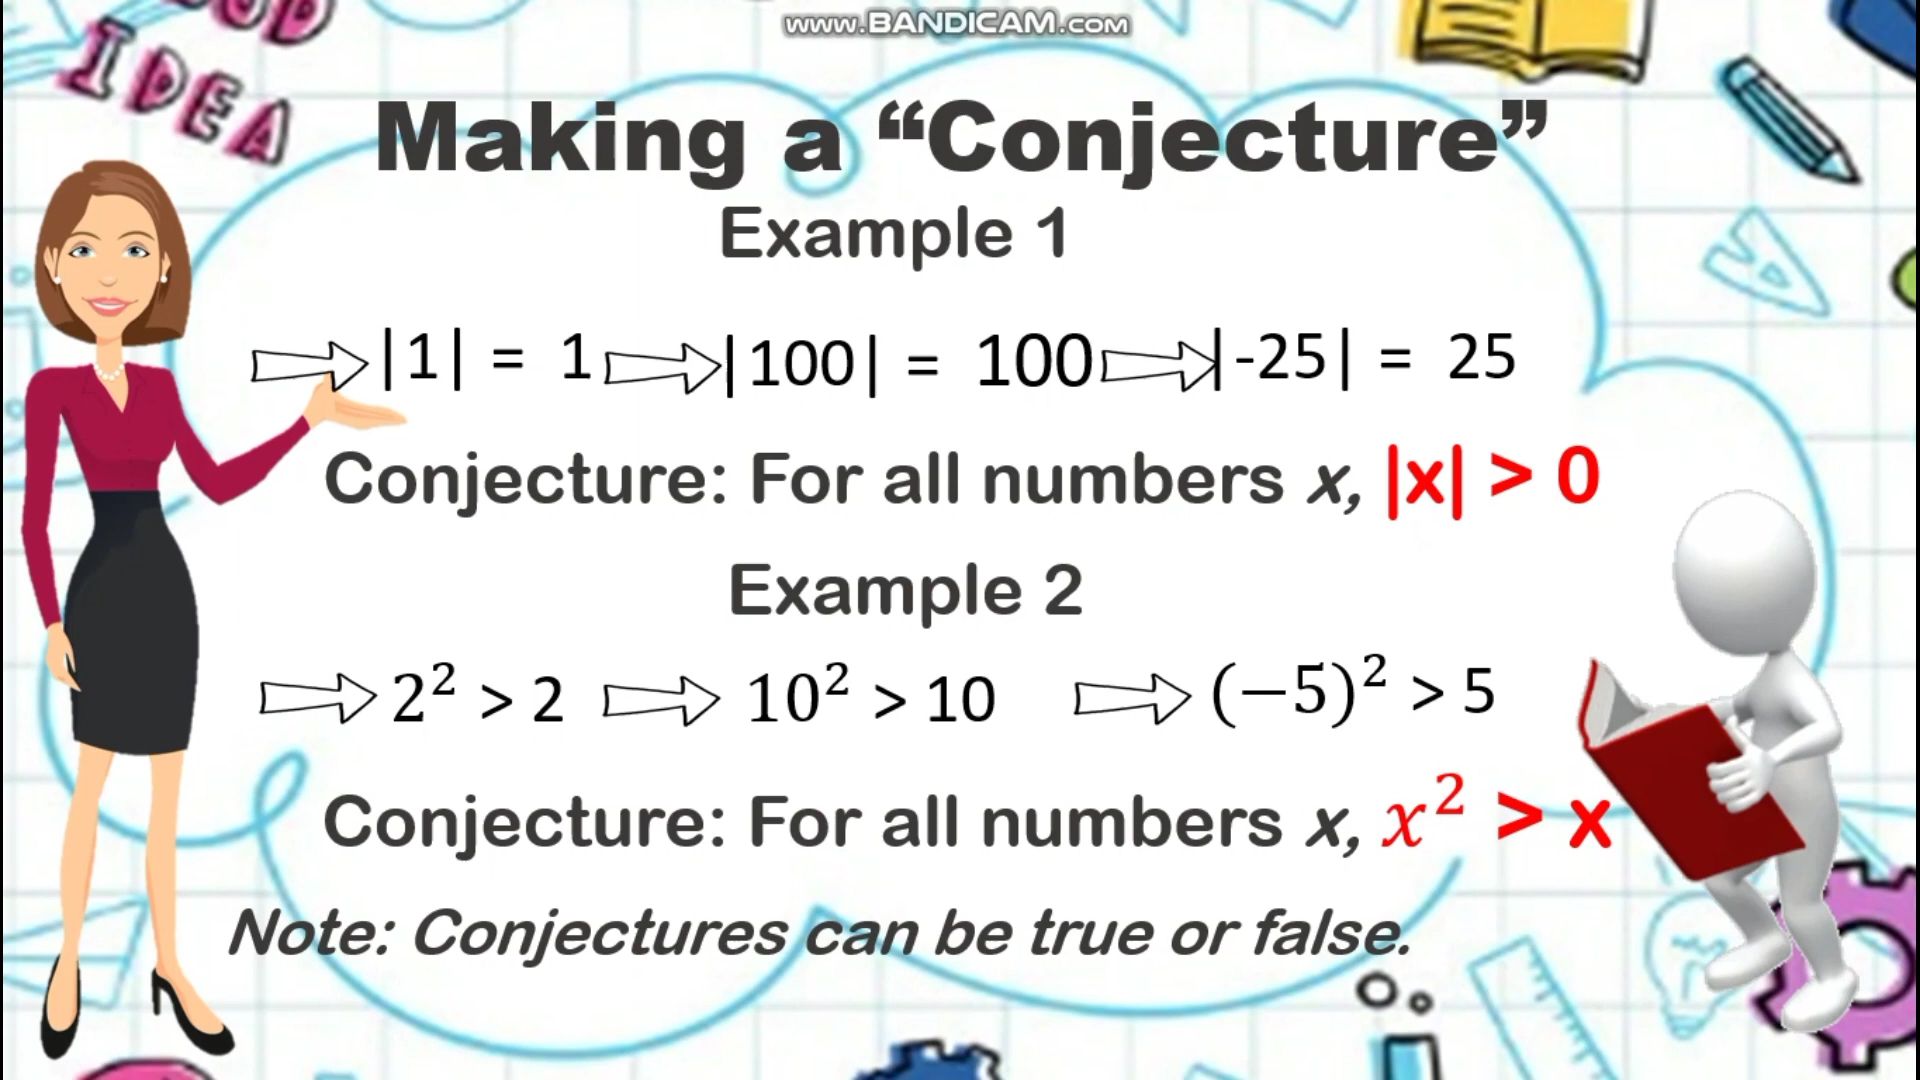 www.BANDICAM.com
IDEA
Making a “Conjecture”
Example 1
|1| = 1 |100| = 100 |-25| = 25
Conjecture: For all numbers x, |x| > 0
Example 2
2² > 2 10² > 10 (−5)² > 5
Conjecture: For all numbers x, x² > x
Note: Conjectures can be true or false.